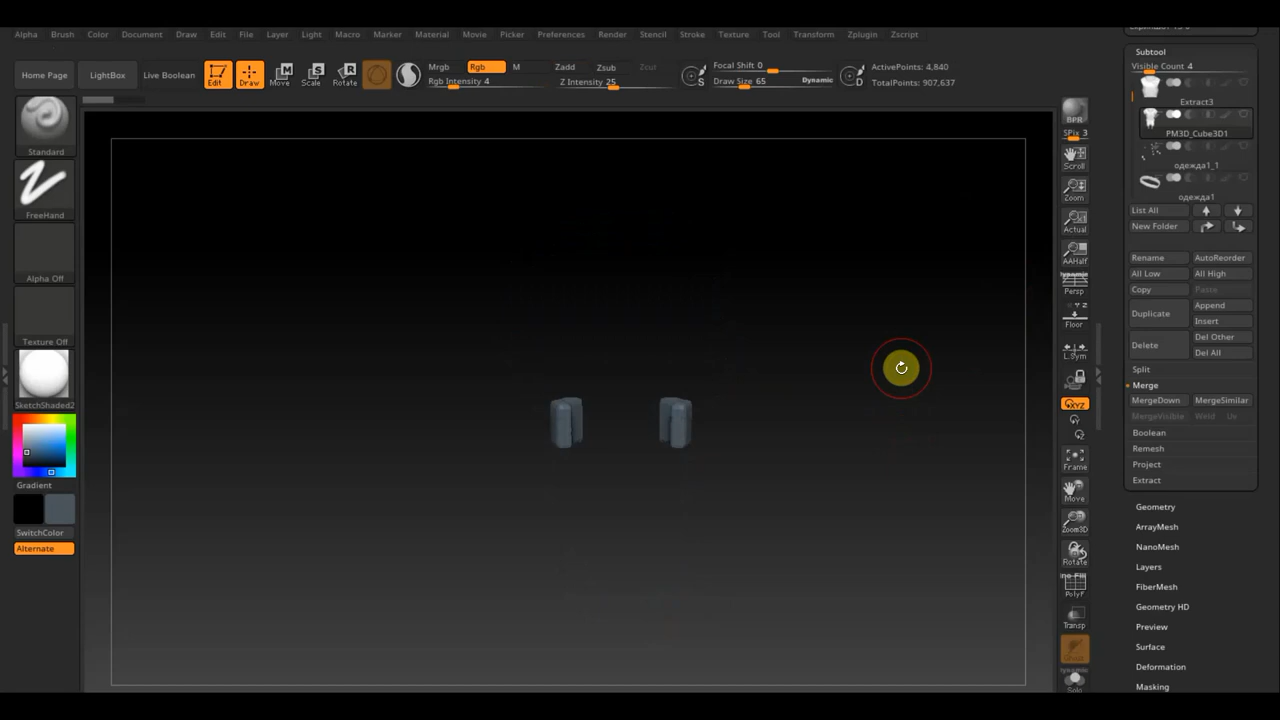 Alpha Brush Color Document Draw Edit File Layer Light Macro Marker Material Movie Picker Preferences Render Stencil Stroke Texture Tool Transform Zplugin Zscript
Home Page
LightBox
Live Boolean
Edit
Draw
Move
Scale
Rotate
Mrgb
Rgb
M
Rgb Intensity 4
Zadd
Zsub
Zcut
Z Intensity 25
S
Focal Shift 0
Draw Size 65
Dynamic
D
ActivePoints: 4,840
TotalPoints: 907,637
Standard
FreeHand
Alpha Off
Texture Off
SketchShaded2
Gradient
SwitchColor
Alternate
BPR
SPix 3
Scroll
Zoom
Actual
AAHalf
Persp
Floor
L.Sym
XYZ
Frame
Move
Zoom3D
Rotate
PolyF
Transp
Ghost
Solo
Subtool
Visible Count 4
Extract3
PM3D_Cube3D1
одежда1_1
одежда1
List All
New Folder
Rename AutoReorder
All Low All High
Copy Paste
Duplicate Append
Insert
Delete Del Other
Del All
Split
Merge
MergeDown MergeSimilar
MergeVisible Weld Uv
Boolean
Remesh
Project
Extract
Geometry
ArrayMesh
NanoMesh
Layers
FiberMesh
Geometry HD
Preview
Surface
Deformation
Masking